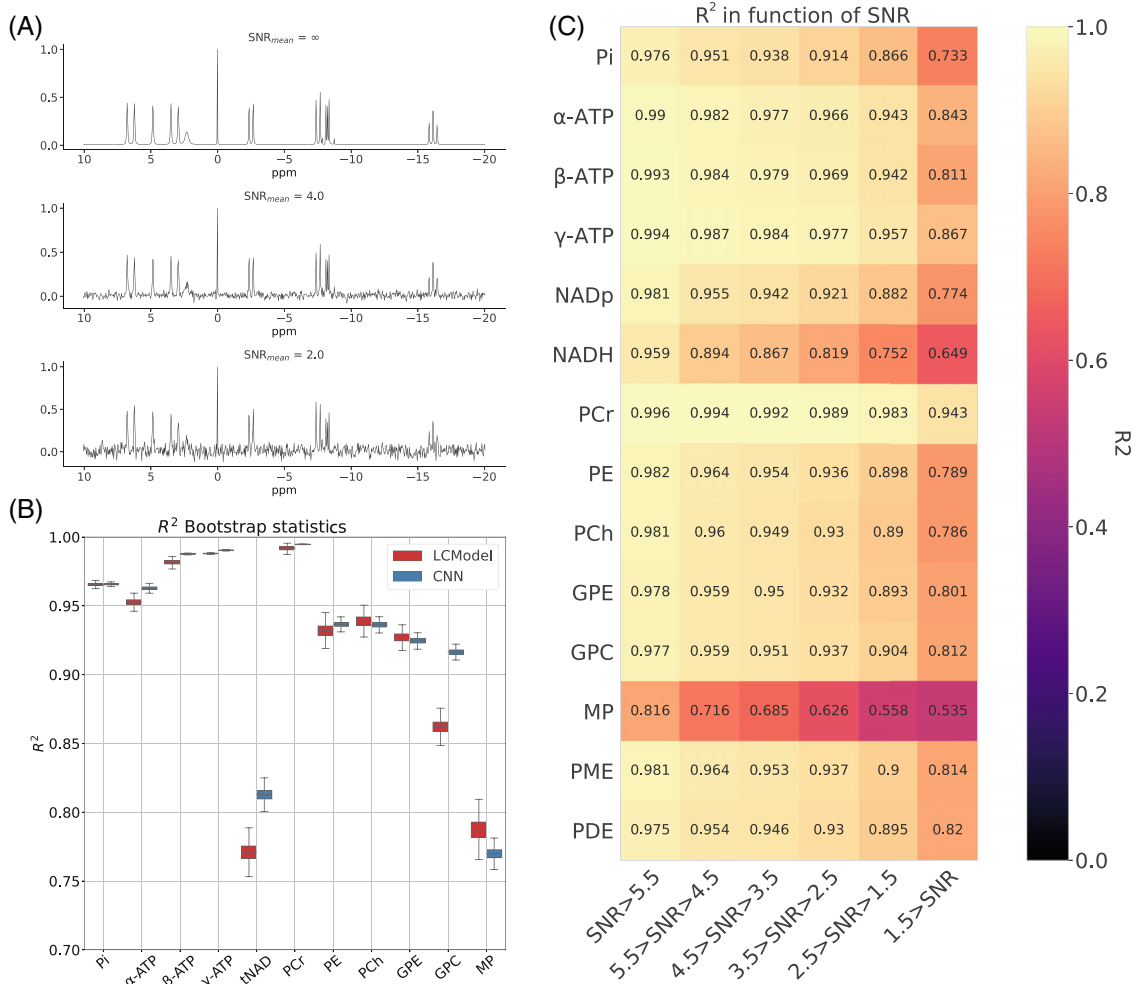 (A)
SNRmean = ∞
1.0
0.5
0.0
10 5 0 −5 −10 −15 −20
ppm
SNRmean = 4.0
1.0
0.5
0.0
10 5 0 −5 −10 −15 −20
ppm
SNRmean = 2.0
1.0
0.5
0.0
10 5 0 −5 −10 −15 −20
ppm
(B)
R² Bootstrap statistics
LCModel
CNN
R²
1.00
0.95
0.90
0.85
0.80
0.75
0.70
Pi α-ATP β-ATP γ-ATP tNAD PCr PE PCh GPE GPC MP
(C)
R² in function of SNR
Pi 0.976 0.951 0.938 0.914 0.866 0.733
α-ATP 0.99 0.982 0.977 0.966 0.943 0.843
β-ATP 0.993 0.984 0.979 0.969 0.942 0.811
γ-ATP 0.994 0.987 0.984 0.977 0.957 0.867
NADp 0.981 0.955 0.942 0.921 0.882 0.774
NADH 0.959 0.894 0.867 0.819 0.752 0.649
PCr 0.996 0.994 0.992 0.989 0.983 0.943
PE 0.982 0.964 0.954 0.936 0.898 0.789
PCh 0.981 0.96 0.949 0.93 0.89 0.786
GPE 0.978 0.959 0.95 0.932 0.893 0.801
GPC 0.977 0.959 0.951 0.937 0.904 0.812
MP 0.816 0.716 0.685 0.626 0.558 0.535
PME 0.981 0.964 0.953 0.937 0.9 0.814
PDE 0.975 0.954 0.946 0.93 0.895 0.82
SNR>5.5 5.5>SNR>4.5 4.5>SNR>3.5 3.5>SNR>2.5 2.5>SNR>1.5 1.5>SNR
1.0
0.8
0.6
0.4
0.2
0.0
R2